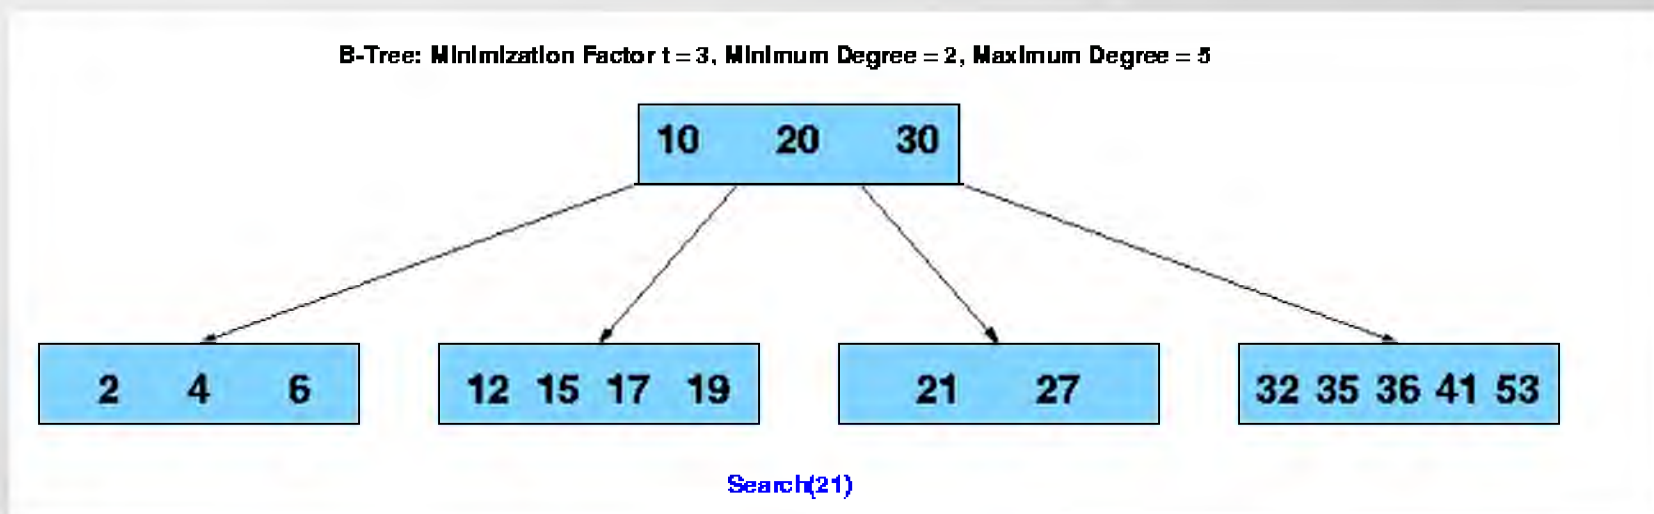 B-Tree: Minimization Factor t = 3, Minimum Degree = 2, Maximum Degree = 5
10 20 30
2 4 6 12 15 17 19 21 27 32 35 36 41 53
Search(21)